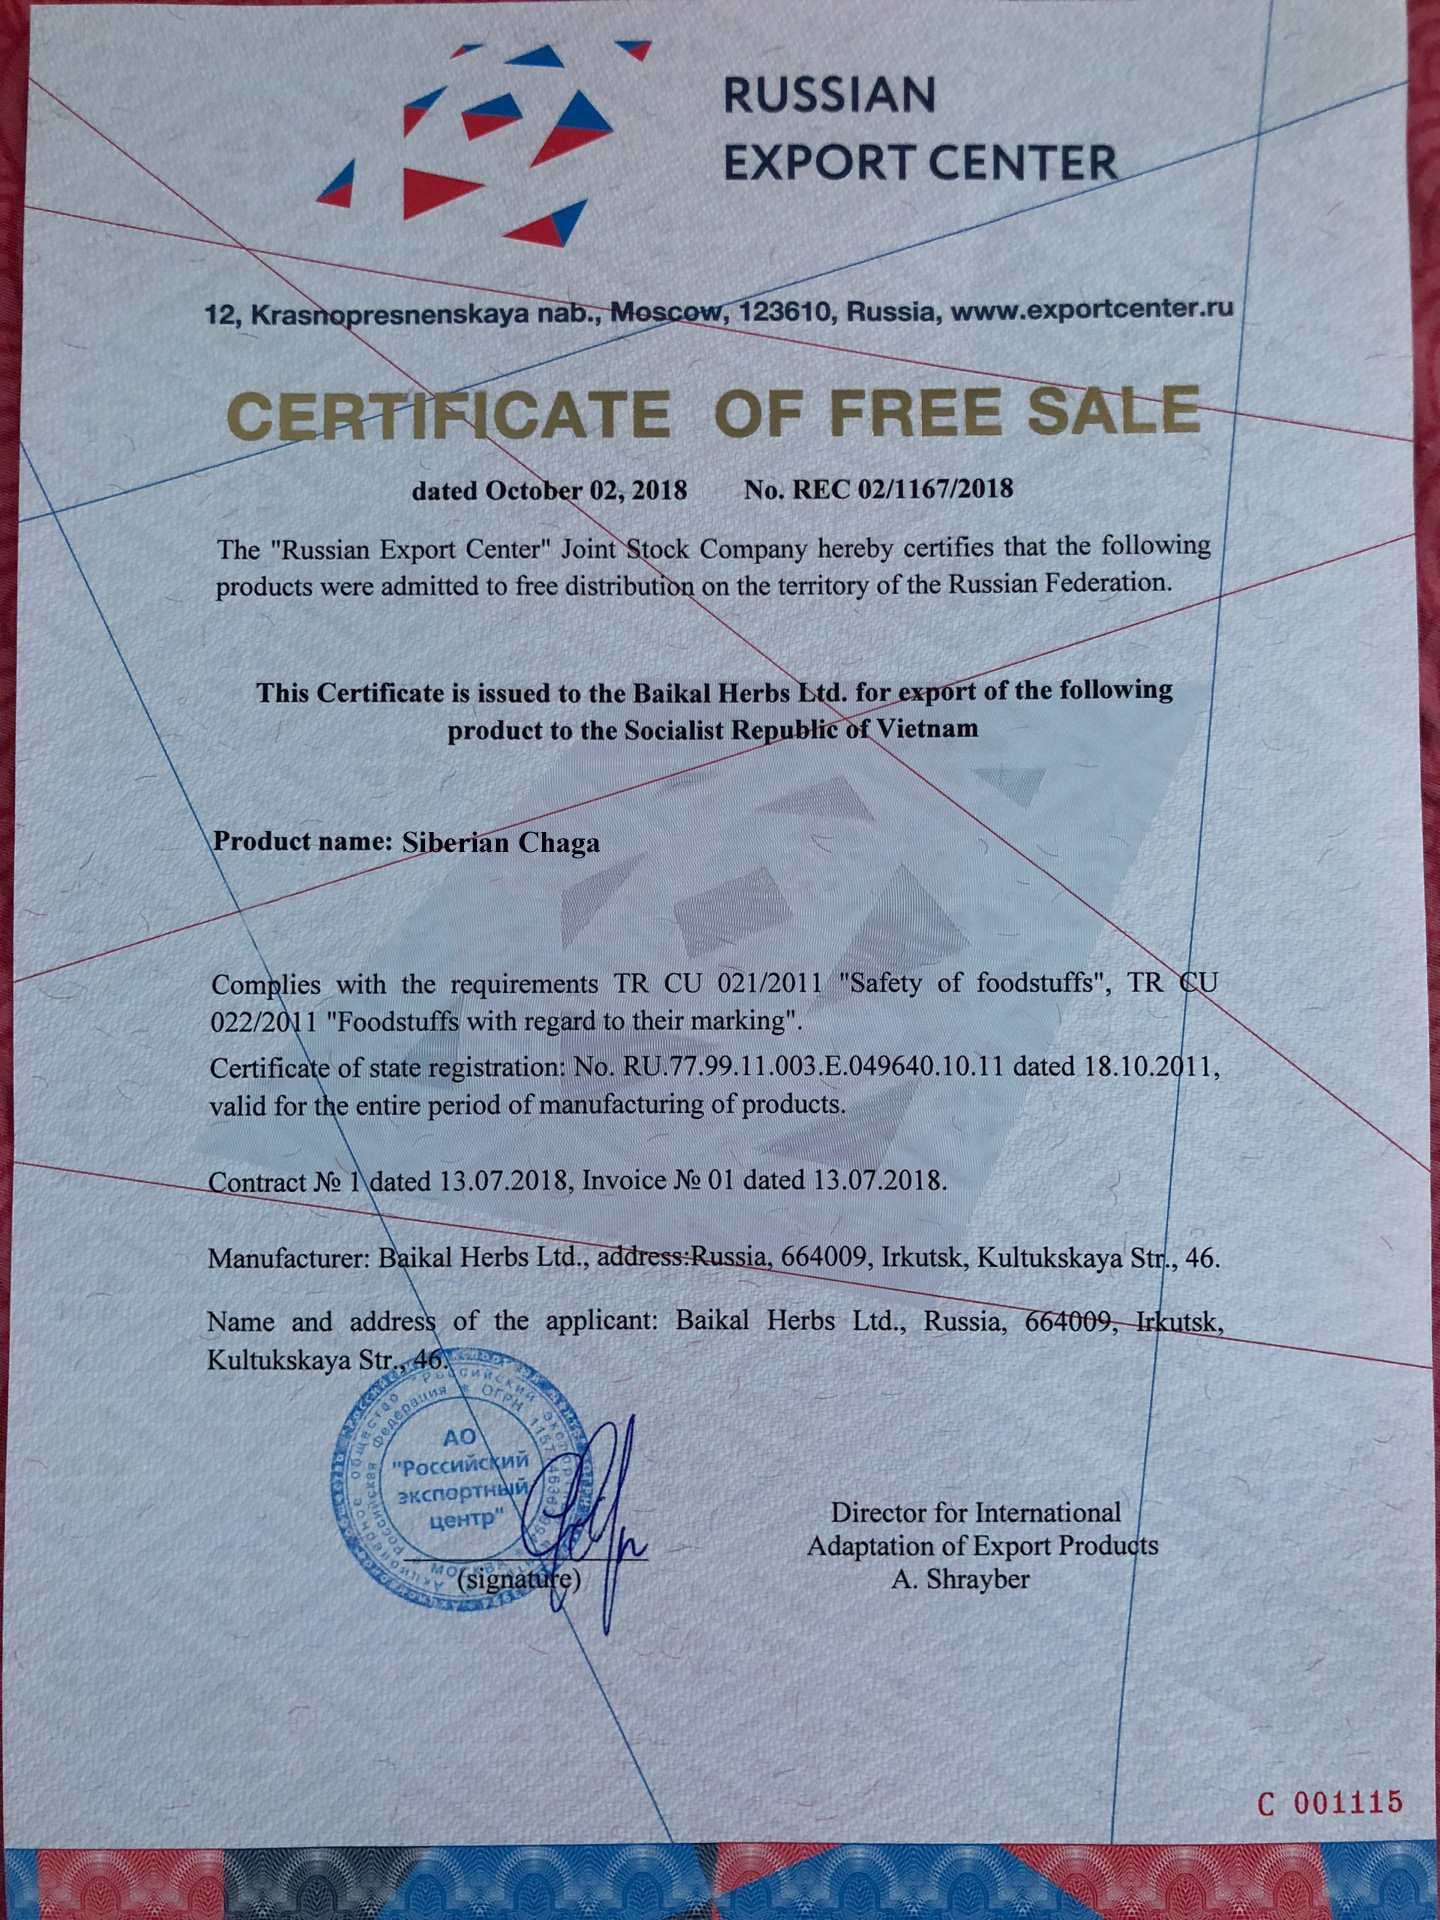 RUSSIAN
EXPORT CENTER
12, Krasnopresnenskaya nab., Moscow, 123610, Russia, www.exportcenter.ru
CERTIFICATE OF FREE SALE
dated October 02, 2018 No. REC 02/1167/2018
The "Russian Export Center" Joint Stock Company hereby certifies that the following
products were admitted to free distribution on the territory of the Russian Federation.
This Certificate is issued to the Baikal Herbs Ltd. for export of the following
product to the Socialist Republic of Vietnam
Product name: Siberian Chaga
Complies with the requirements TR CU 021/2011 "Safety of foodstuffs", TR CU
022/2011 "Foodstuffs with regard to their marking".
Certificate of state registration: No. RU.77.99.11.003.E.049640.10.11 dated 18.10.2011,
valid for the entire period of manufacturing of products.
Contract № 1 dated 13.07.2018, Invoice № 01 dated 13.07.2018.
Manufacturer: Baikal Herbs Ltd., address:Russia, 664009, Irkutsk, Kultukskaya Str., 46.
Name and address of the applicant: Baikal Herbs Ltd., Russia, 664009, Irkutsk,
Kultukskaya Str., 46.
АО
"Российский
экспортный
центр"
Российская Федерация * ОГРН
МОСКВА
(signature)
Director for International
Adaptation of Export Products
A. Shrayber
C 001115